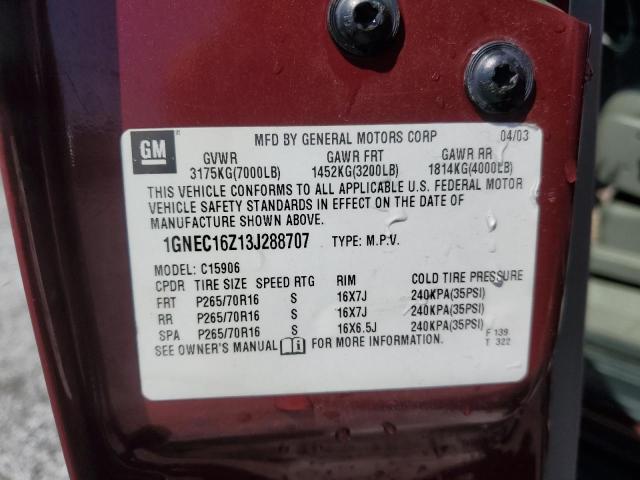 GM MFD BY GENERAL MOTORS CORP 04/03
GVWR GAWR FRT GAWR RR
3175KG(7000LB) 1452KG(3200LB) 1814KG(4000LB)
THIS VEHICLE CONFORMS TO ALL APPLICABLE U.S. FEDERAL MOTOR
VEHICLE SAFETY STANDARDS IN EFFECT ON THE DATE OF
MANUFACTURE SHOWN ABOVE.
1GNEC16Z13J288707 TYPE: M.P.V.
MODEL: C15906
CPDR TIRE SIZE SPEED RTG RIM COLD TIRE PRESSURE
FRT P265/70R16 S 16X7J 240KPA(35PSI)
RR P265/70R16 S 16X7J 240KPA(35PSI)
SPA P265/70R16 S 16X6.5J 240KPA(35PSI) F 139
SEE OWNER'S MANUAL i FOR MORE INFORMATION. T 322